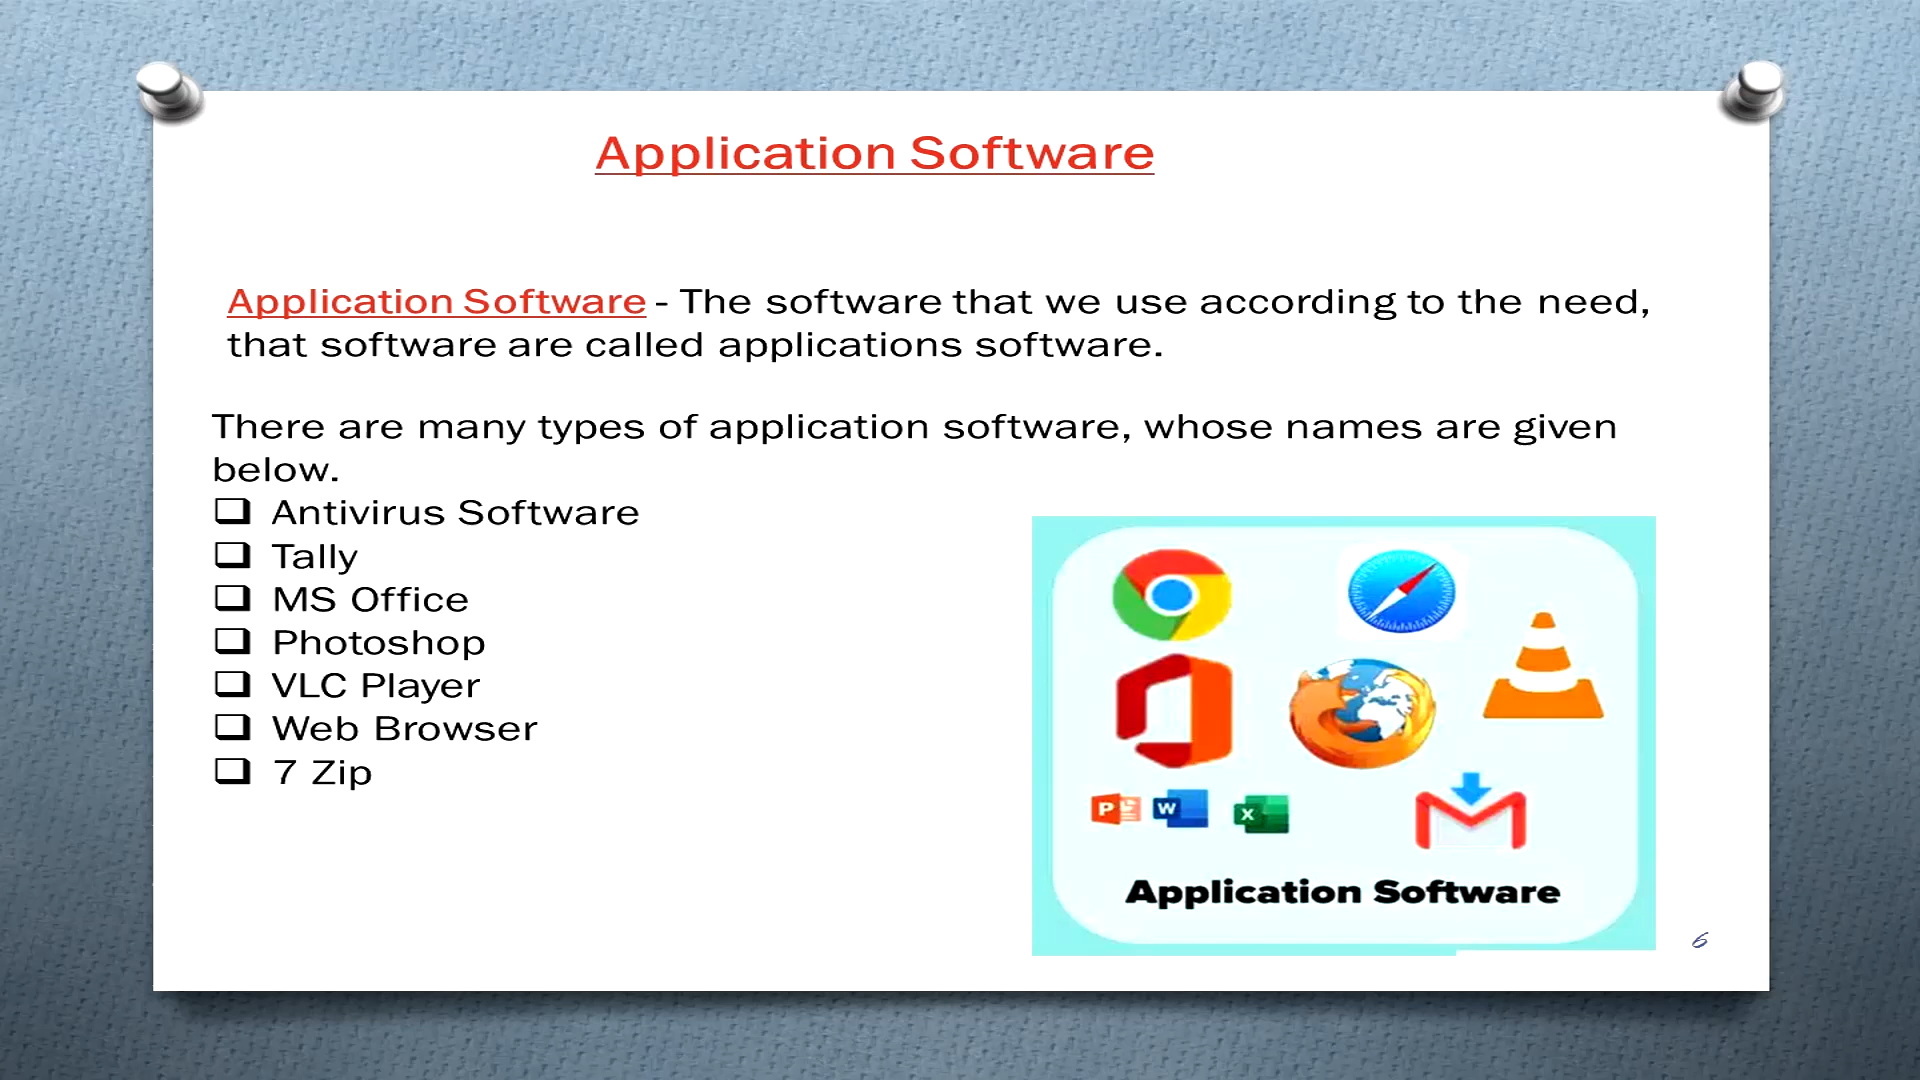 Application Software
Application Software - The software that we use according to the need,
that software are called applications software.
There are many types of application software, whose names are given
below.
Antivirus Software
Tally
MS Office
Photoshop
VLC Player
Web Browser
7 Zip
P W X
Application Software
6